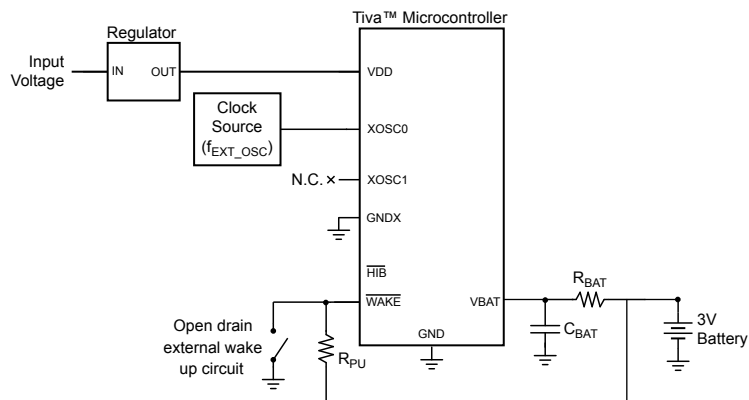 Tiva™ Microcontroller
Regulator
Input
Voltage
IN
OUT
VDD
Clock
Source
(fEXT_OSC)
XOSC0
N.C.
XOSC1
GNDX
HIB
WAKE
VBAT
RBAT
Open drain
external wake
up circuit
RPU
GND
CBAT
3V
Battery